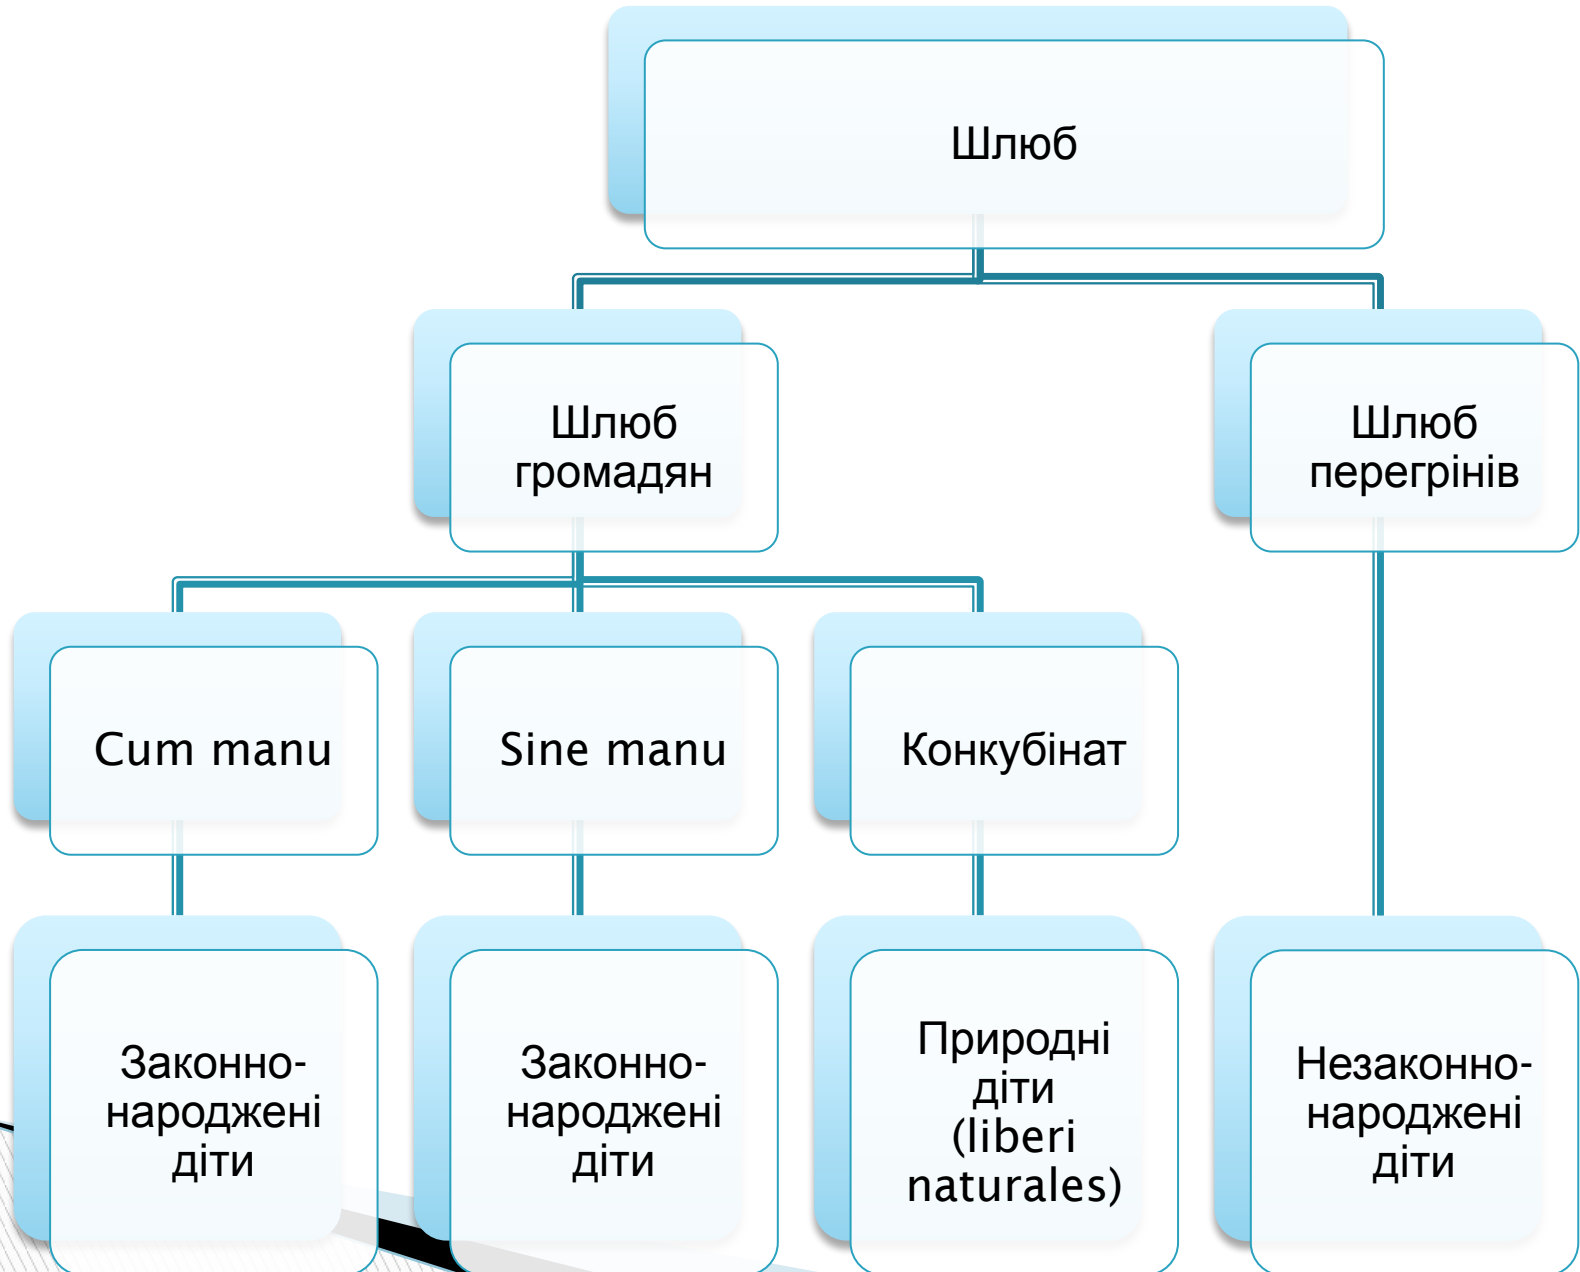 Шлюб
Шлюб
громадян
Шлюб
перегрінів
Cum manu
Sine manu
Конкубінат
Законно-
народжені
діти
Законно-
народжені
діти
Природні
діти
(liberi
naturales)
Незаконно-
народжені
діти